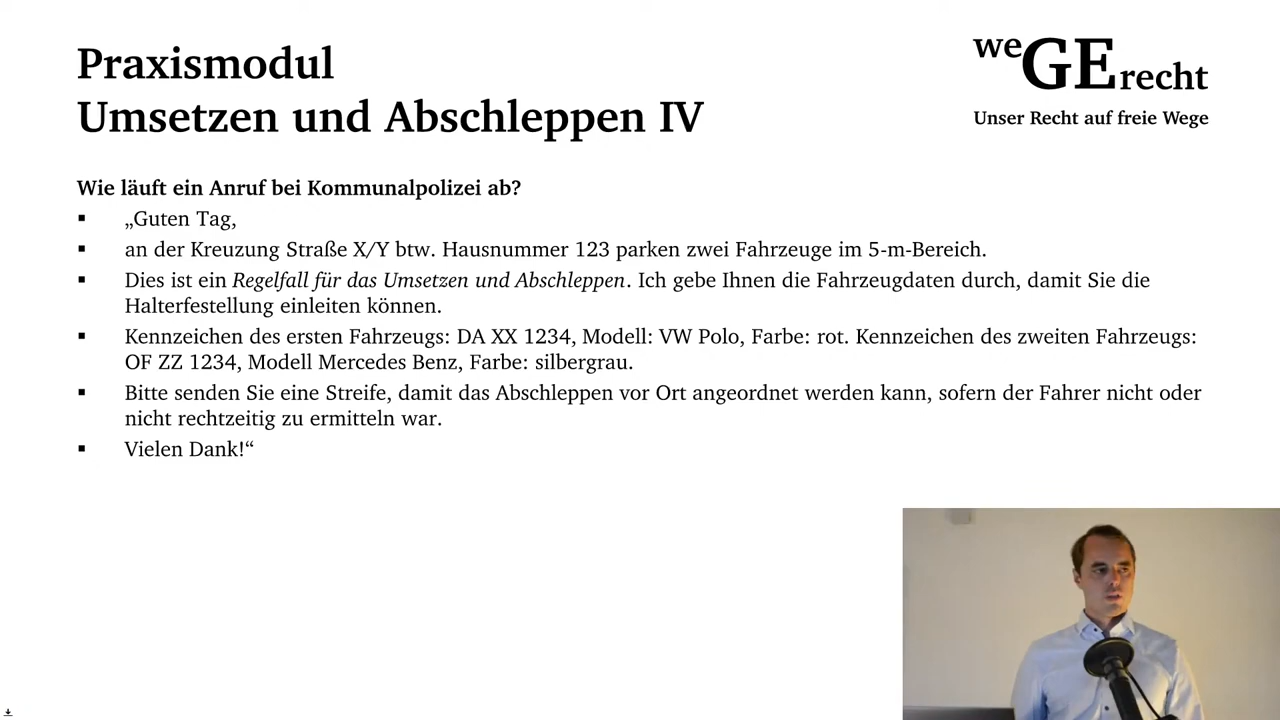 Praxismodul
Umsetzen und Abschleppen IV
weGErecht
Unser Recht auf freie Wege
Wie läuft ein Anruf bei Kommunalpolizei ab?
▪ „Guten Tag,
▪ an der Kreuzung Straße X/Y btw. Hausnummer 123 parken zwei Fahrzeuge im 5-m-Bereich.
▪ Dies ist ein Regelfall für das Umsetzen und Abschleppen. Ich gebe Ihnen die Fahrzeugdaten durch, damit Sie die
Halterfestellung einleiten können.
▪ Kennzeichen des ersten Fahrzeugs: DA XX 1234, Modell: VW Polo, Farbe: rot. Kennzeichen des zweiten Fahrzeugs:
OF ZZ 1234, Modell Mercedes Benz, Farbe: silbergrau.
▪ Bitte senden Sie eine Streife, damit das Abschleppen vor Ort angeordnet werden kann, sofern der Fahrer nicht oder
nicht rechtzeitig zu ermitteln war.
▪ Vielen Dank!“